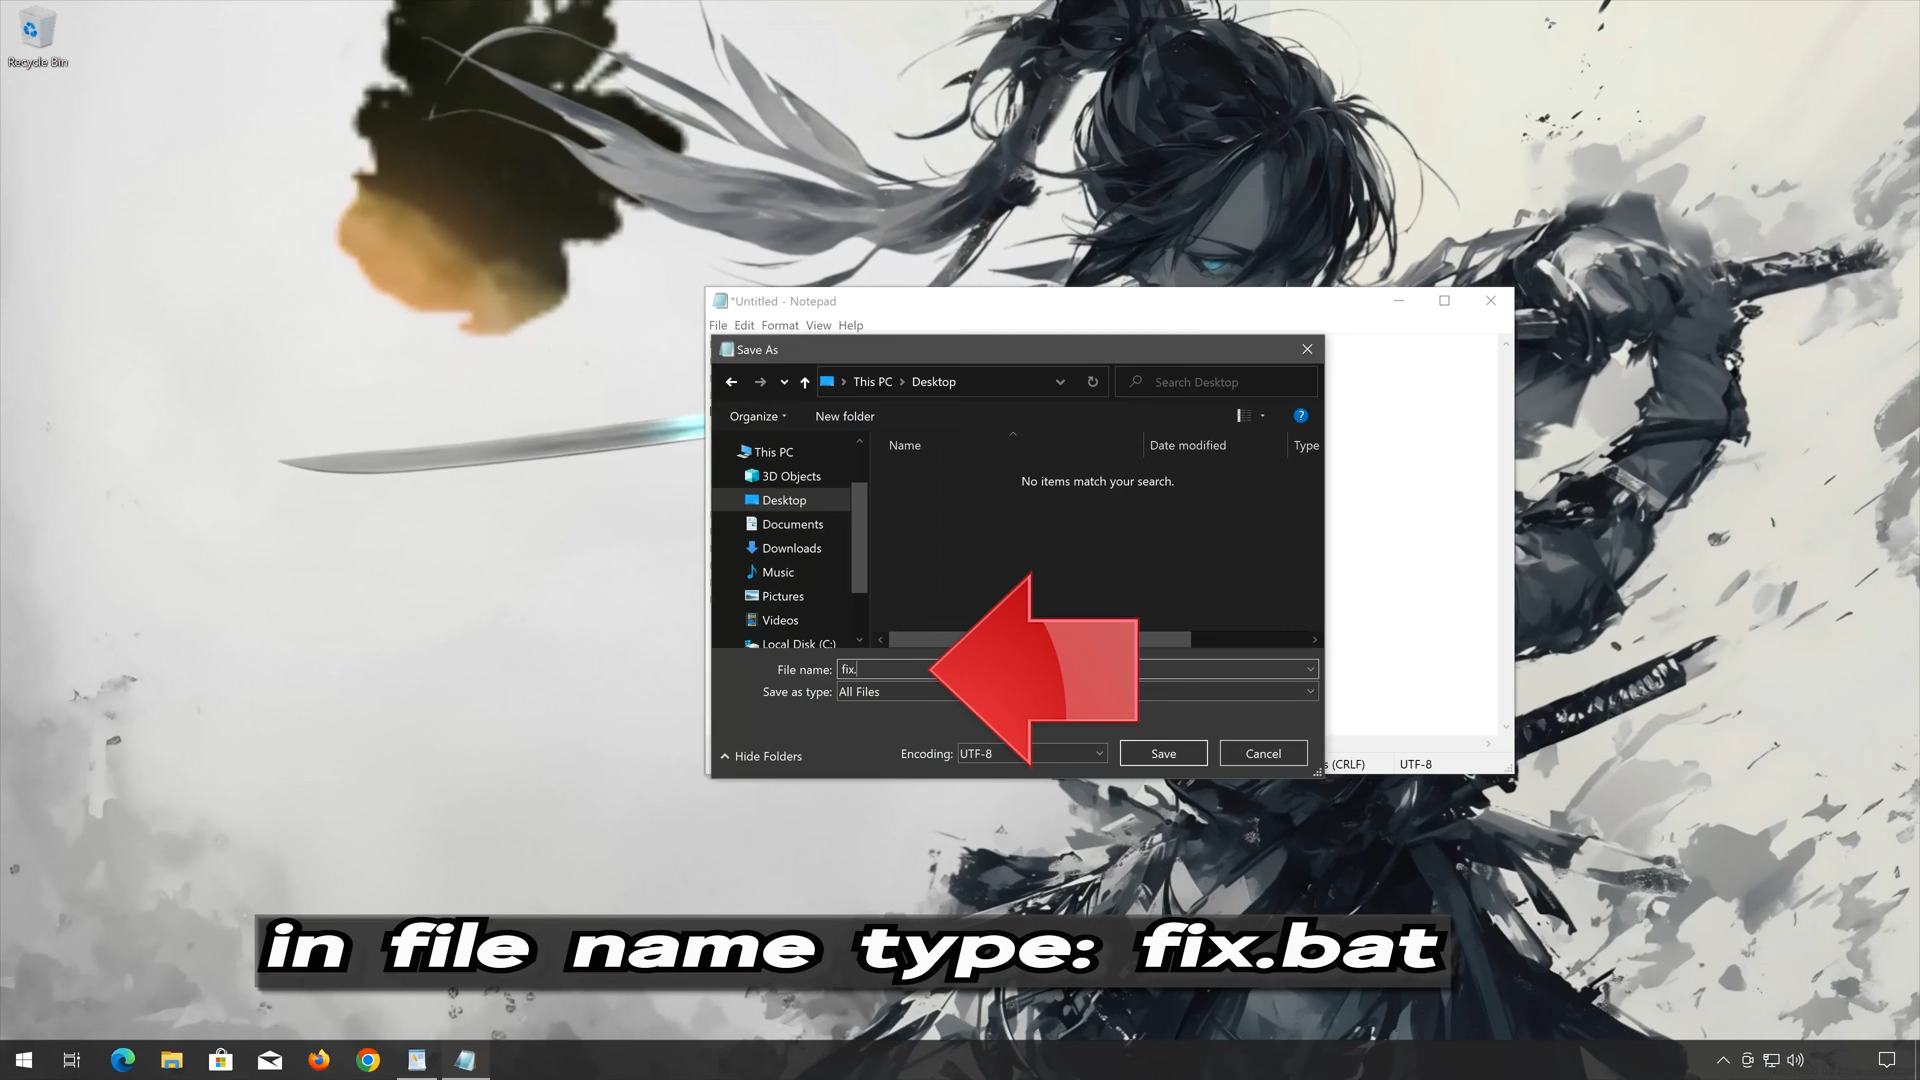 Recycle Bin
*Untitled - Notepad
File Edit Format View Help
Save As
This PC > Desktop
Search Desktop
Organize
New folder
Name
Date modified
Type
This PC
3D Objects
Desktop
Documents
Downloads
Music
Pictures
Videos
Local Disk (C:)
No items match your search.
File name: fix.
Save as type: All Files
Hide Folders
Encoding: UTF-8
Save
Cancel
(CRLF)
UTF-8
in file name type: fix.bat